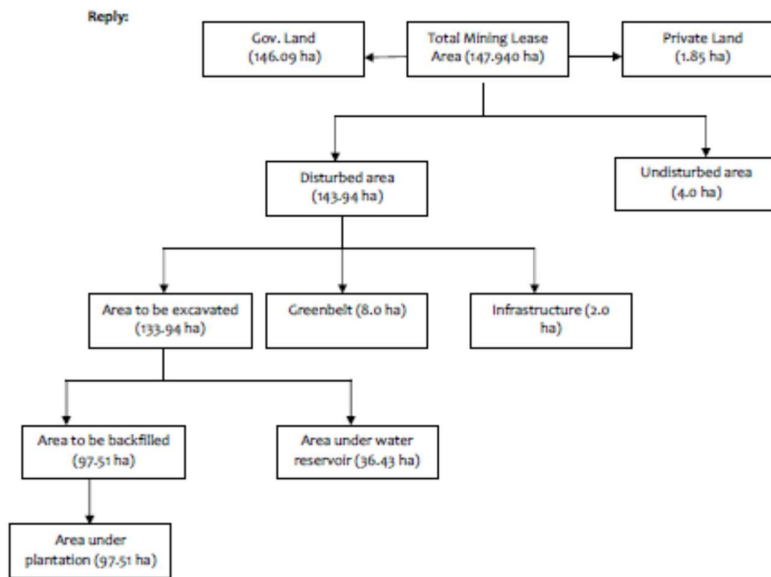 Reply:
Gov. Land
(146.09 ha)
Total Mining Lease
Area (147.940 ha)
Private Land
(1.85 ha)
Disturbed area
(143.94 ha)
Undisturbed area
(4.0 ha)
Area to be excavated
(133.94 ha)
Greenbelt (8.0 ha)
Infrastructure (2.0
ha)
Area to be backfilled
(97.51 ha)
Area under water
reservoir (36.43 ha)
Area under
plantation (97.51 ha)